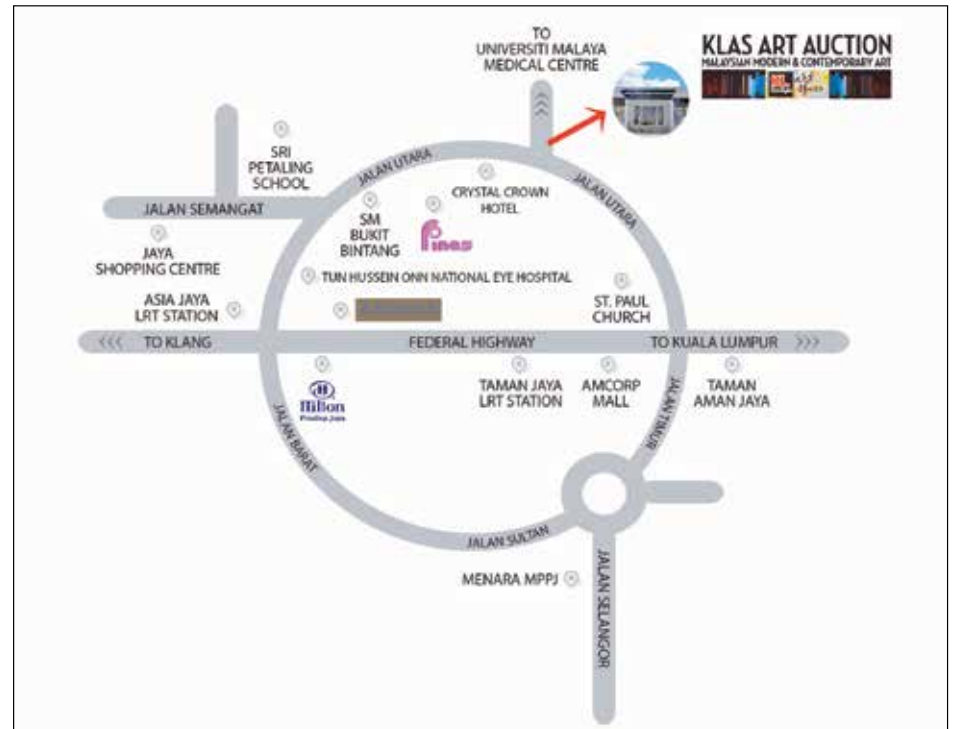 TO
UNIVERSITI MALAYA
MEDICAL CENTRE
KLAS ART AUCTION
MALAYSIAN MODERN & CONTEMPORARY ART
SRI
PETALING
SCHOOL
JALAN UTARA
CRYSTAL CROWN
HOTEL
JALAN UTARA
JALAN SEMANGAT
SM
BUKIT
BINTANG
Pines
JAYA
SHOPPING CENTRE
TUN HUSSEIN ONN NATIONAL EYE HOSPITAL
ASIA JAYA
LRT STATION
ST. PAUL
CHURCH
<<< TO KLANG
FEDERAL HIGHWAY
TO KUALA LUMPUR >>>
Hilton
Petaling Jaya
TAMAN JAYA
LRT STATION
AMCORP
MALL
JALAN TIMUR
TAMAN
AMAN JAYA
JALAN BARAT
JALAN SULTAN
MENARA MPPJ
JALAN SELANGOR